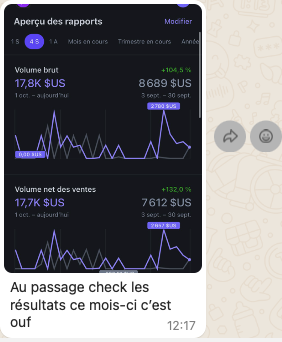 Aperçu des rapports Modifier
1 S 4 S 1 A Mois en cours Trimestre en cours Année
Volume brut +104,5 %
17,8K $US 8 689 $US
1 oct. – aujourd'hui 3 sept. – 30 sept.
2 780 $US
0,00 $US
Volume net des ventes +132,0 %
17,7K $US 7 612 $US
1 oct. – aujourd'hui 3 sept. – 30 sept.
2 957 $US
Au passage check les
résultats ce mois-ci c'est
ouf
12:17